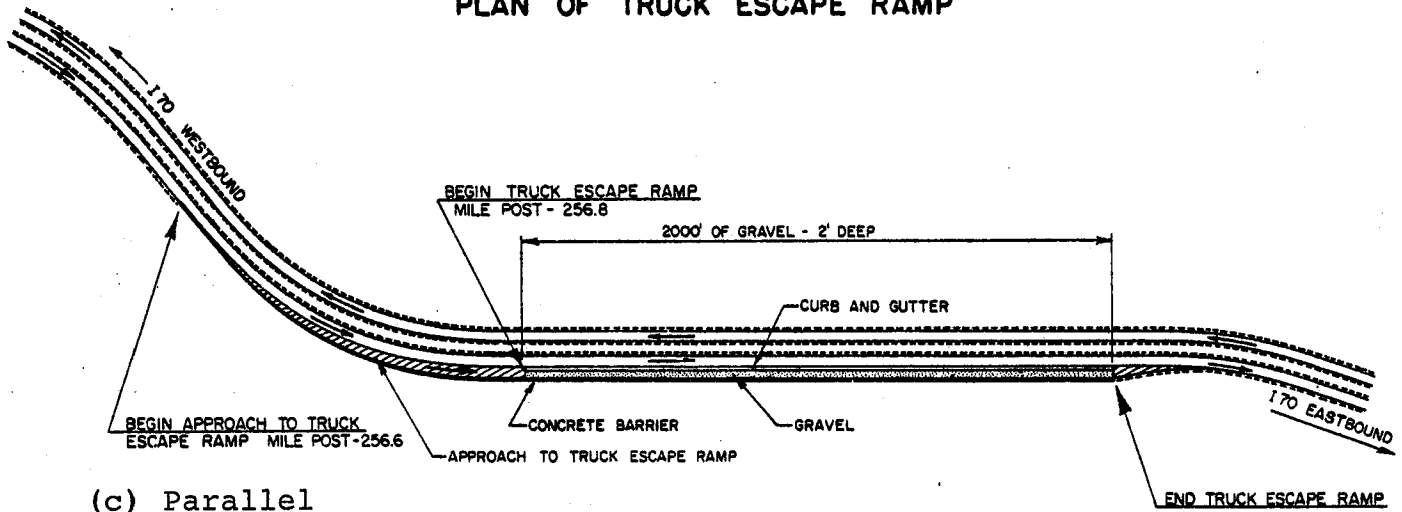 PLAN OF TRUCK ESCAPE RAMP
I 70 WESTBOUND
BEGIN TRUCK ESCAPE RAMP
MILE POST - 256.8
2000' OF GRAVEL - 2' DEEP
CURB AND GUTTER
BEGIN APPROACH TO TRUCK
ESCAPE RAMP MILE POST-256.6
CONCRETE BARRIER
GRAVEL
I 70 EASTBOUND
APPROACH TO TRUCK ESCAPE RAMP
(c) Parallel
END TRUCK ESCAPE RAMP